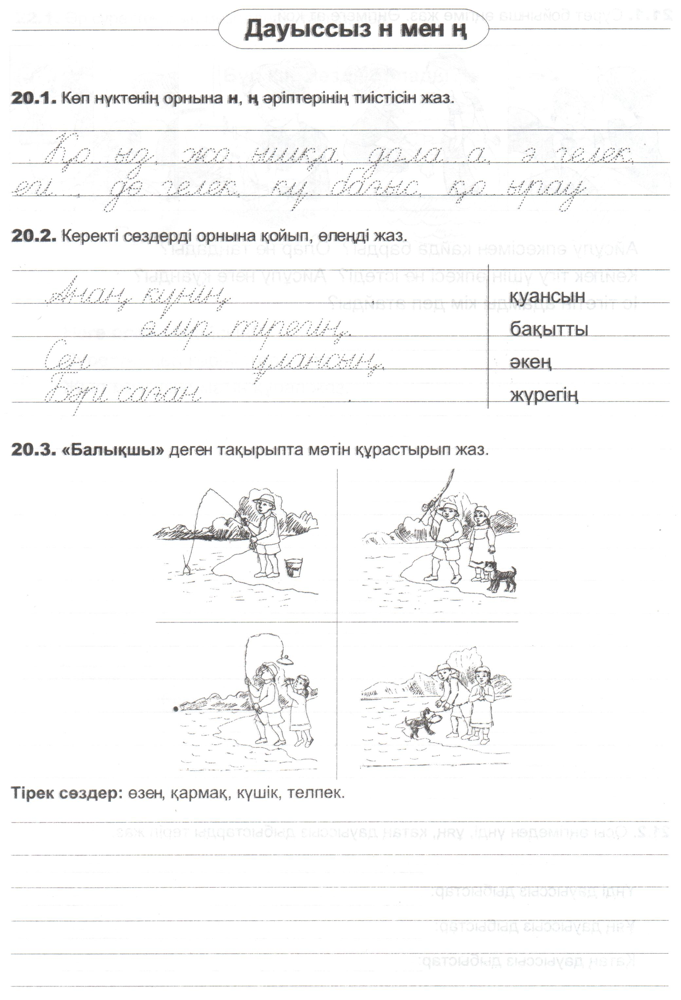 Дауыссыз н мен ң
20.1. Көп нүктенің орнына н, ң әріптерінің тиістісін жаз.
Қо...ыз, жо...ышқа, дала...а, ә...гелек,
егі..., дө...гелек, кү...бағыс, қо...ырау.
20.2. Керекті сөздерді орнына қойып, өлеңді жаз.
Анаң, күнің, . қуансын
өмір тірегің. бақытты
Сен ұлансың. әкең
Бәрі саған . жүрегің
20.3. «Балықшы» деген тақырыпта мәтін құрастырып жаз.
Тірек сөздер: өзен, қармақ, күшік, телпек.